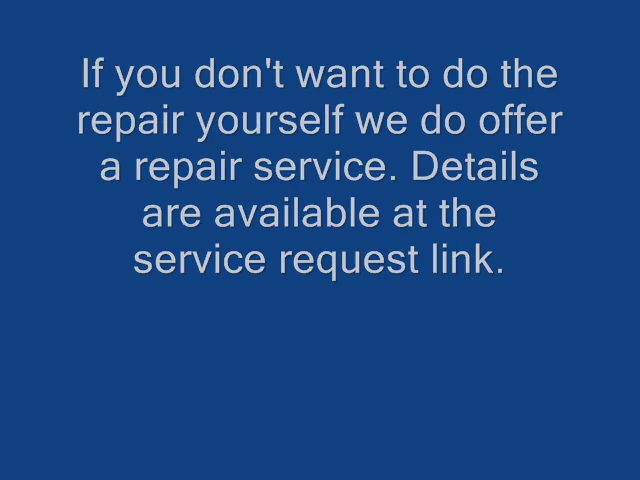 If you don't want to do the
repair yourself we do offer
a repair service. Details
are available at the
service request link.